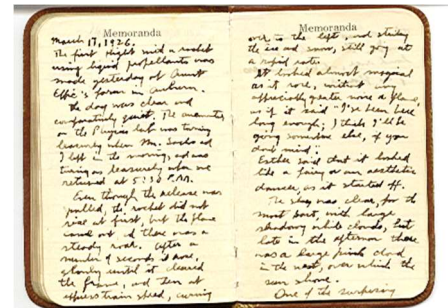 Memoranda
March 17, 1926.
The first flight with a rocket
using liquid propellants was
made yesterday at Aunt
Effie's farm in Auburn.
The day was clear and
comparatively quiet. The anemometer
on the Physics lab was turning
leisurely when Mr. Sachs and
I left in the morning, and was
turning as leisurely when we
returned at 5:30 P.M.
Even though the release was
pulled, the rocket did not
rise at first, but the flame
came out, and there was a
steady roar. After a
number of seconds it rose,
slowly until it cleared
the frame, and then at
express train speed, curving
Memoranda
over to the left, and striking
the ice and snow, still going at
a rapid rate.
It looked almost magical
as it rose, without any
appreciably greater noise or flame,
as if it said "I've been here
long enough; I think I'll be
going somewhere else, if you
don't mind."
Esther said that it looked
like a fairy or an aesthetic
dancer, as it started off.
The sky was clear, for the
most part, with large
shadowy white clouds, but
late in the afternoon there
was a large pink cloud
in the west, over which the
sun shone.
One of the surprising